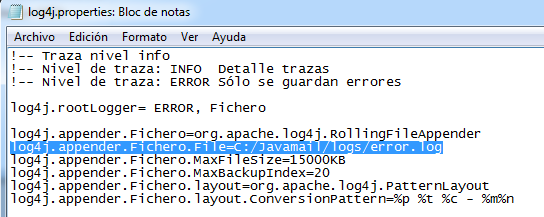 log4j.properties: Bloc de notas
Archivo Edición Formato Ver Ayuda
!-- Traza nivel info
!-- Nivel de traza: INFO  Detalle trazas
!-- Nivel de traza: ERROR Sólo se guardan errores
log4j.rootLogger= ERROR, Fichero
log4j.appender.Fichero=org.apache.log4j.RollingFileAppender
log4j.appender.Fichero.File=C:/Javamail/logs/error.log
log4j.appender.Fichero.MaxFileSize=15000KB
log4j.appender.Fichero.MaxBackupIndex=20
log4j.appender.Fichero.layout=org.apache.log4j.PatternLayout
log4j.appender.Fichero.layout.ConversionPattern=%p %t %c - %m%n